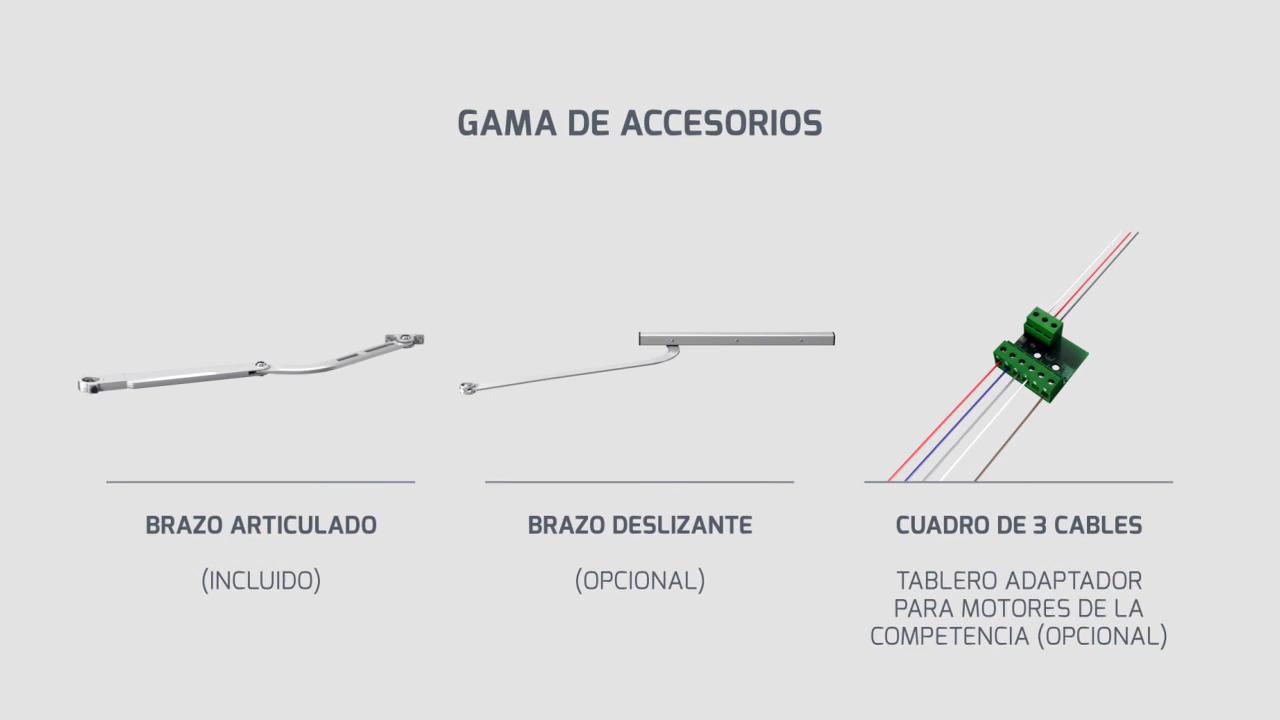 GAMA DE ACCESORIOS
BRAZO ARTICULADO
(INCLUIDO)
BRAZO DESLIZANTE
(OPCIONAL)
CUADRO DE 3 CABLES
TABLERO ADAPTADOR
PARA MOTORES DE LA
COMPETENCIA (OPCIONAL)